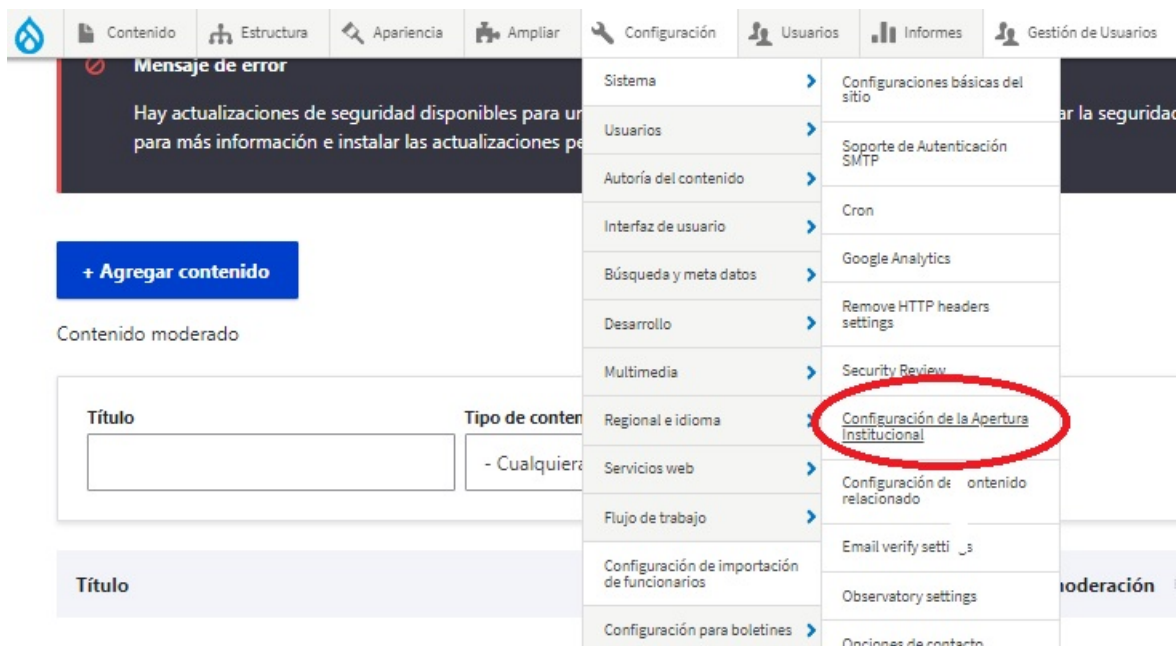 Contenido
Estructura
Apariencia
Ampliar
Configuración
Usuarios
Informes
Gestión de Usuarios
Mensaje de error
Hay actualizaciones de seguridad disponibles para
para más información e instalar las actualizaciones
ar la seguridad
+ Agregar contenido
Contenido moderado
Título
Tipo de conten
- Cualquiera
Título
moderación
Sistema
Usuarios
Autoría del contenido
Interfaz de usuario
Búsqueda y meta datos
Desarrollo
Multimedia
Regional e idioma
Servicios web
Flujo de trabajo
Configuración de importación
de funcionarios
Configuración para boletines
Configuraciones básicas del
sitio
Soporte de Autenticación
SMTP
Cron
Google Analytics
Remove HTTP headers
settings
Security Review
Configuración de la Apertura
Institucional
Configuración de ontenido
relacionado
Email verify setti s
Observatory settings
Opciones de contacto